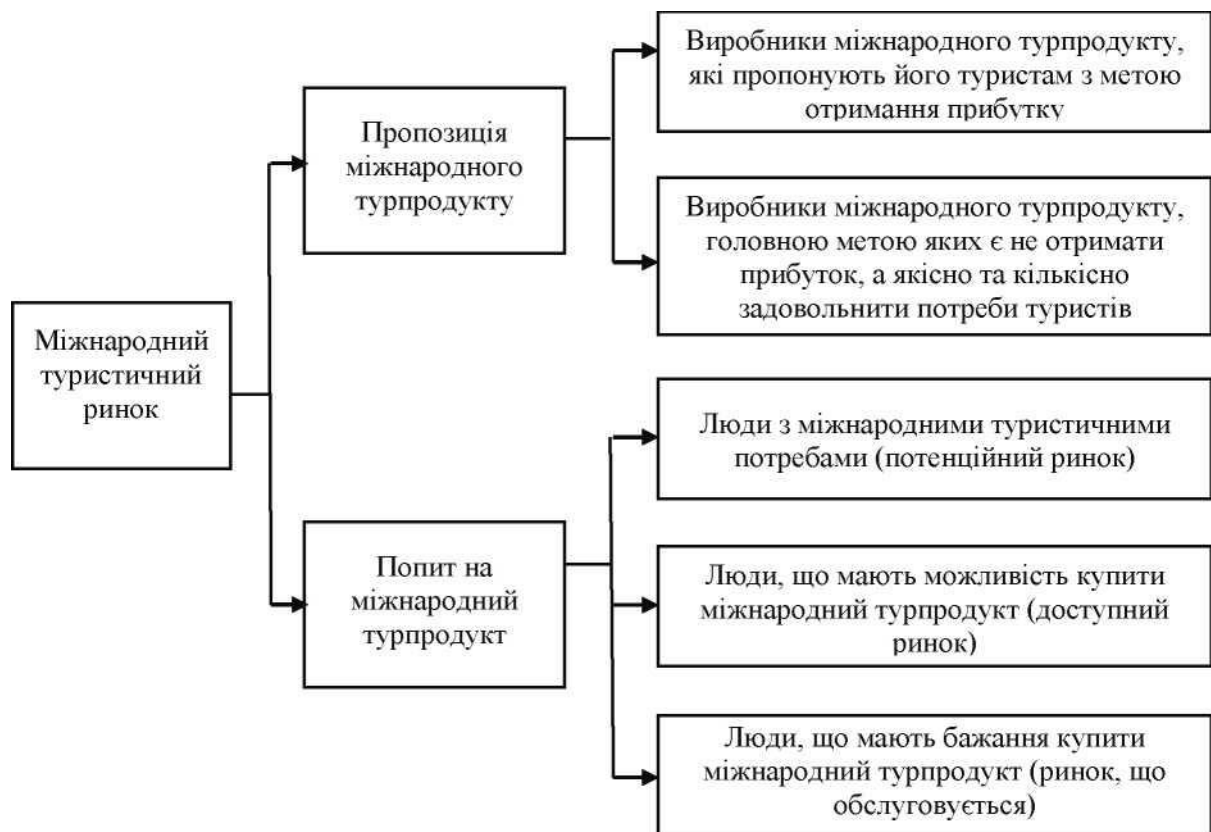 Міжнародний
туристичний
ринок
Пропозиція
міжнародного
турпродукту
Виробники міжнародного турпродукту,
які пропонують його туристам з метою
отримання прибутку
Виробники міжнародного турпродукту,
головною метою яких є не отримати
прибуток, а якісно та кількісно
задовольнити потреби туристів
Попит на
міжнародний
турпродукт
Люди з міжнародними туристичними
потребами (потенційний ринок)
Люди, що мають можливість купити
міжнародний турпродукт (доступний
ринок)
Люди, що мають бажання купити
міжнародний турпродукт (ринок, що
обслуговується)